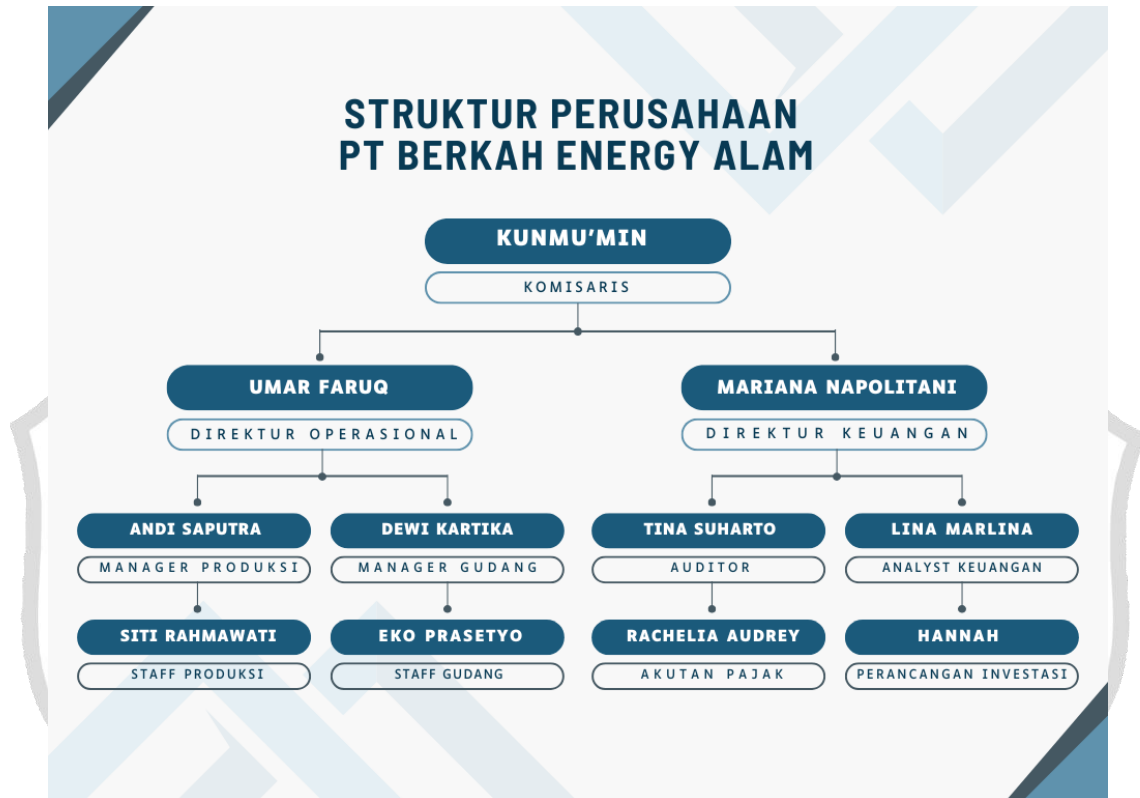 STRUKTUR PERUSAHAAN
PT BERKAH ENERGY ALAM
KUNMU'MIN
KOMISARIS
UMAR FARUQ
DIREKTUR OPERASIONAL
MARIANA NAPOLITANI
DIREKTUR KEUANGAN
ANDI SAPUTRA
MANAGER PRODUKSI
DEWI KARTIKA
MANAGER GUDANG
TINA SUHARTO
AUDITOR
LINA MARLINA
ANALYST KEUANGAN
SITI RAHMAWATI
STAFF PRODUKSI
EKO PRASETYO
STAFF GUDANG
RACHELIA AUDREY
AKUTAN PAJAK
HANNAH
PERANCANGAN INVESTASI